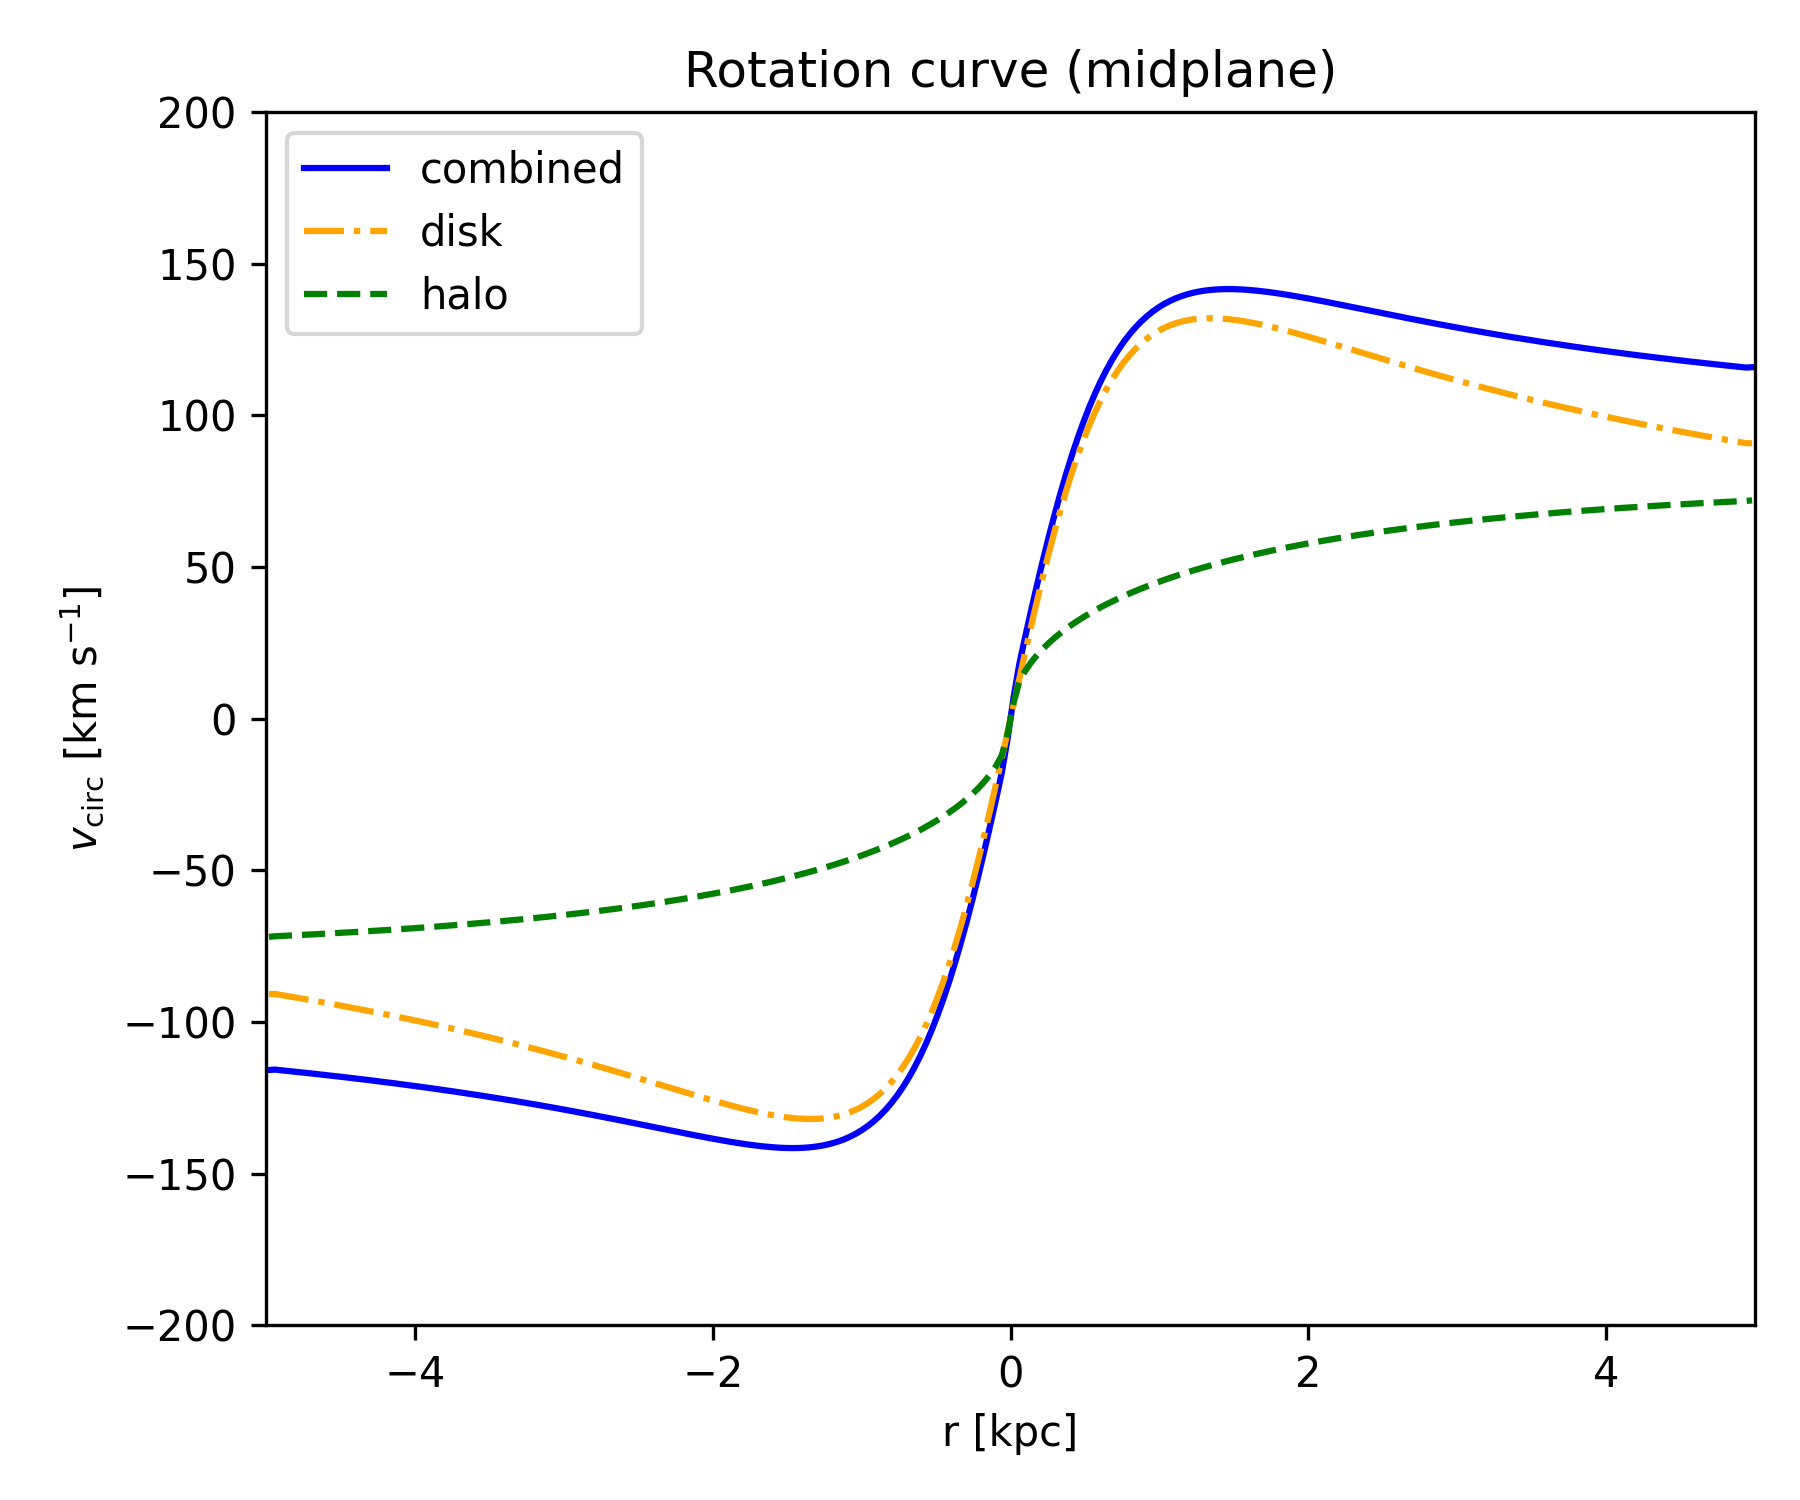 Rotation curve (midplane)
200
150
100
50
0
−50
−100
−150
−200
combined
disk
halo
v_circ [km s⁻¹]
−4 −2 0 2 4
r [kpc]